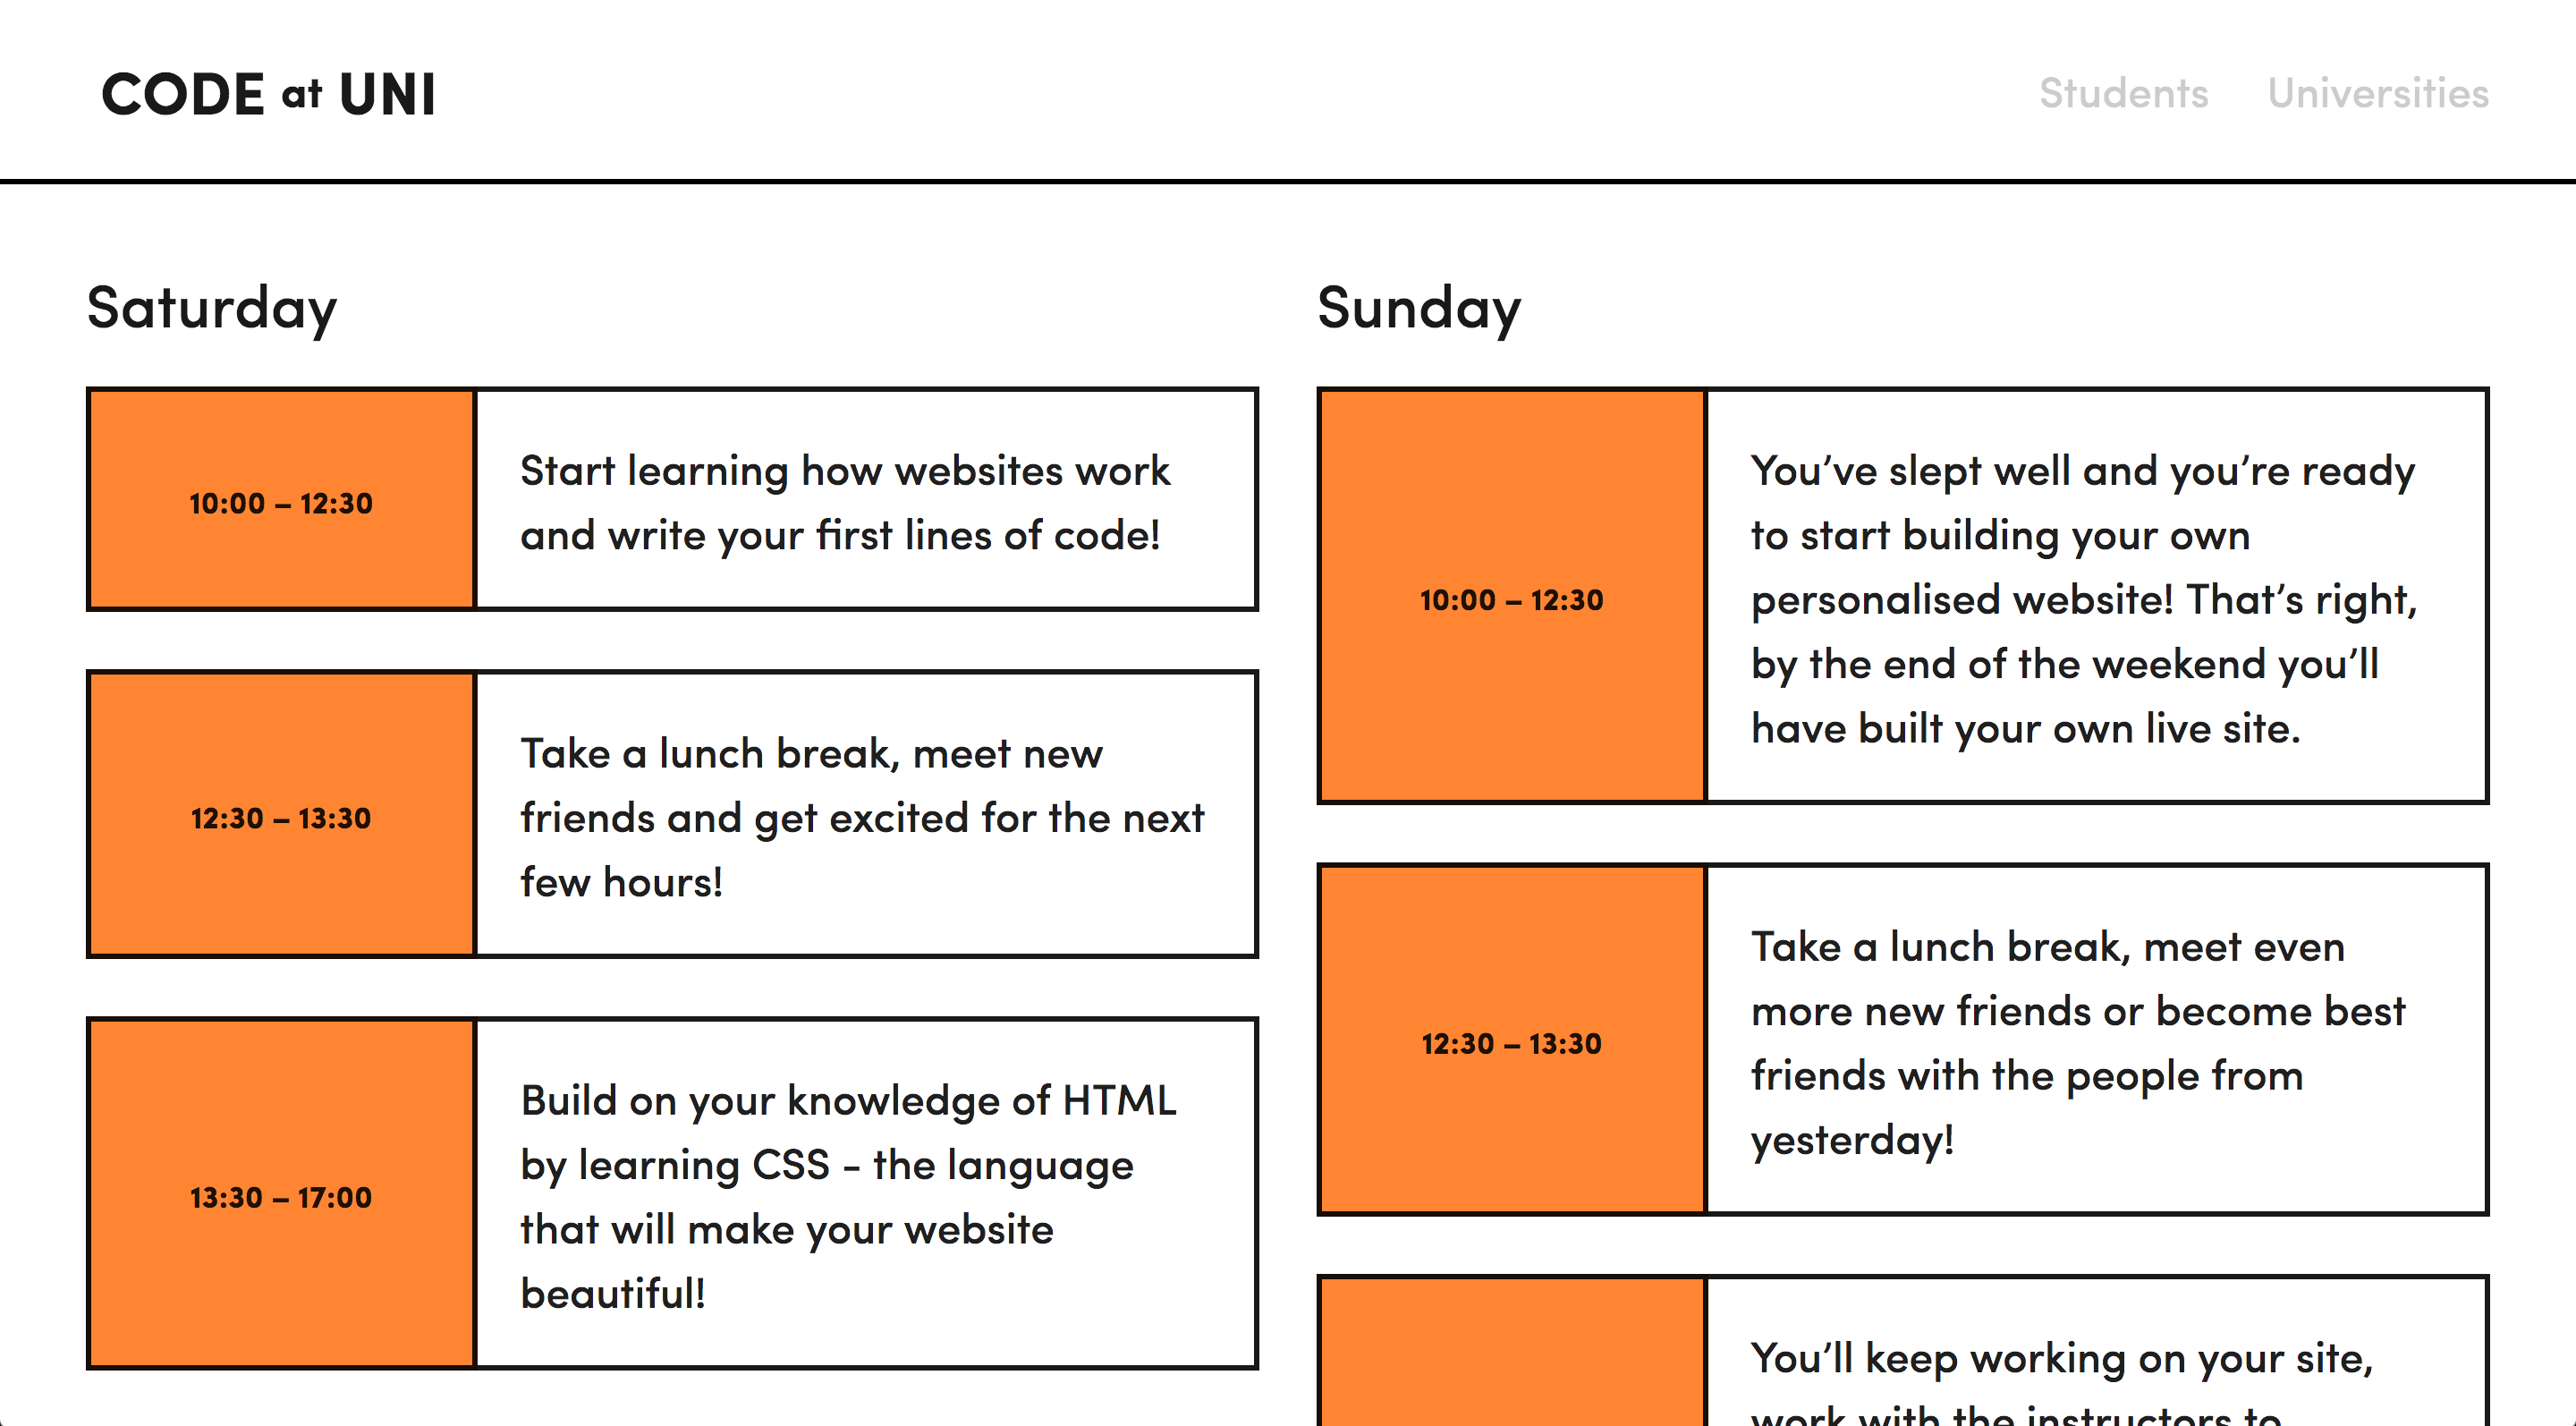 CODE at UNI
Students
Universities
Saturday
10:00 – 12:30
Start learning how websites work
and write your first lines of code!
12:30 – 13:30
Take a lunch break, meet new
friends and get excited for the next
few hours!
13:30 – 17:00
Build on your knowledge of HTML
by learning CSS - the language
that will make your website
beautiful!
Sunday
10:00 – 12:30
You’ve slept well and you’re ready
to start building your own
personalised website! That’s right,
by the end of the weekend you’ll
have built your own live site.
12:30 – 13:30
Take a lunch break, meet even
more new friends or become best
friends with the people from
yesterday!
You’ll keep working on your site,
work with the instructors to